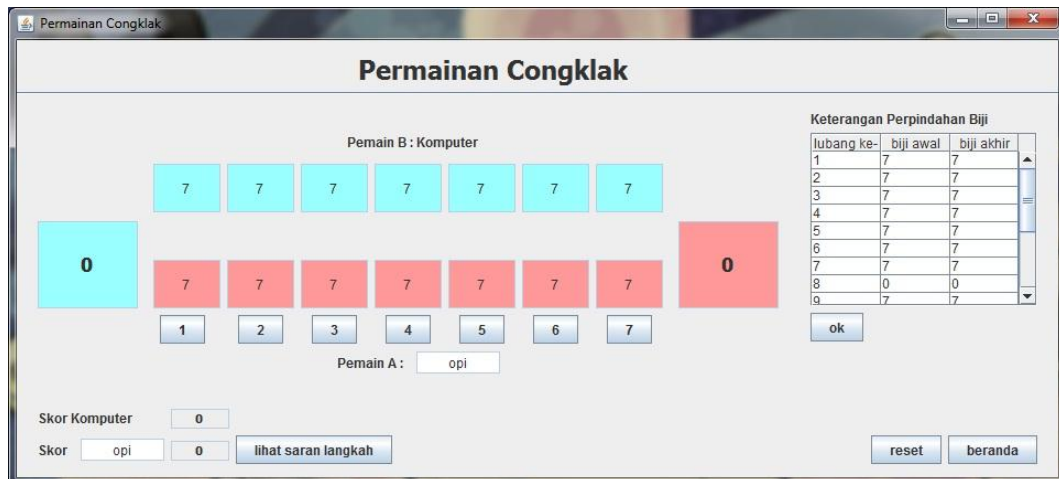 Permainan Congklak
Permainan Congklak
Pemain B : Komputer
7 7 7 7 7 7 7
0
0
7 7 7 7 7 7 7
1 2 3 4 5 6 7
Pemain A : opi
Keterangan Perpindahan Biji
lubang ke- biji awal biji akhir
1 7 7
2 7 7
3 7 7
4 7 7
5 7 7
6 7 7
7 7 7
8 0 0
9 7 7
ok
Skor Komputer 0
Skor opi 0 lihat saran langkah
reset beranda